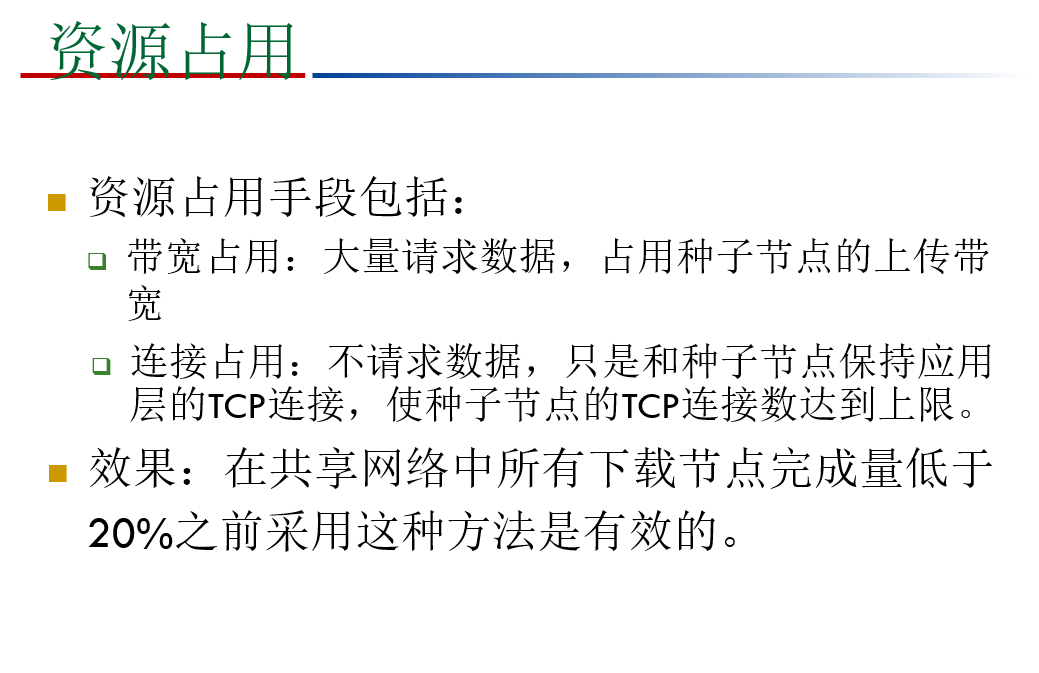 资源占用
资源占用手段包括：
带宽占用：大量请求数据，占用种子节点的上传带
宽
连接占用：不请求数据，只是和种子节点保持应用
层的TCP连接，使种子节点的TCP连接数达到上限。
效果：在共享网络中所有下载节点完成量低于
20%之前采用这种方法是有效的。